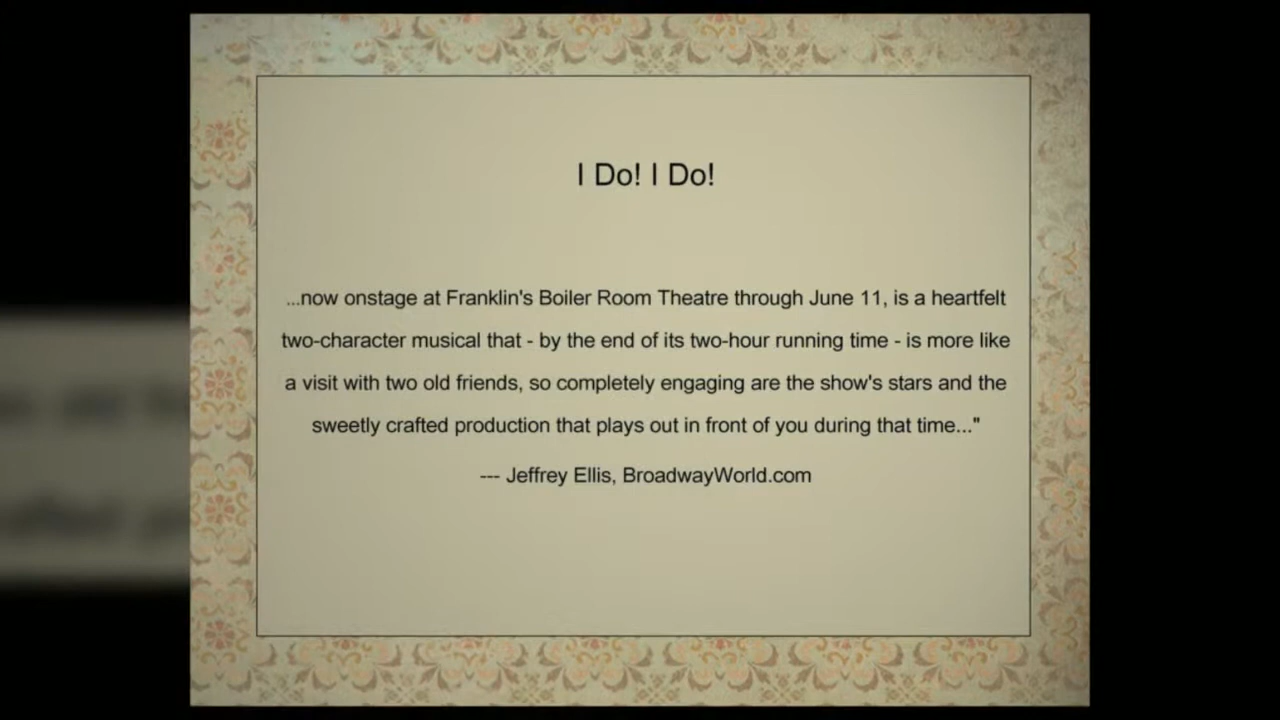 I Do! I Do!
...now onstage at Franklin's Boiler Room Theatre through June 11, is a heartfelt
two-character musical that - by the end of its two-hour running time - is more like
a visit with two old friends, so completely engaging are the show's stars and the
sweetly crafted production that plays out in front of you during that time..."
--- Jeffrey Ellis, BroadwayWorld.com